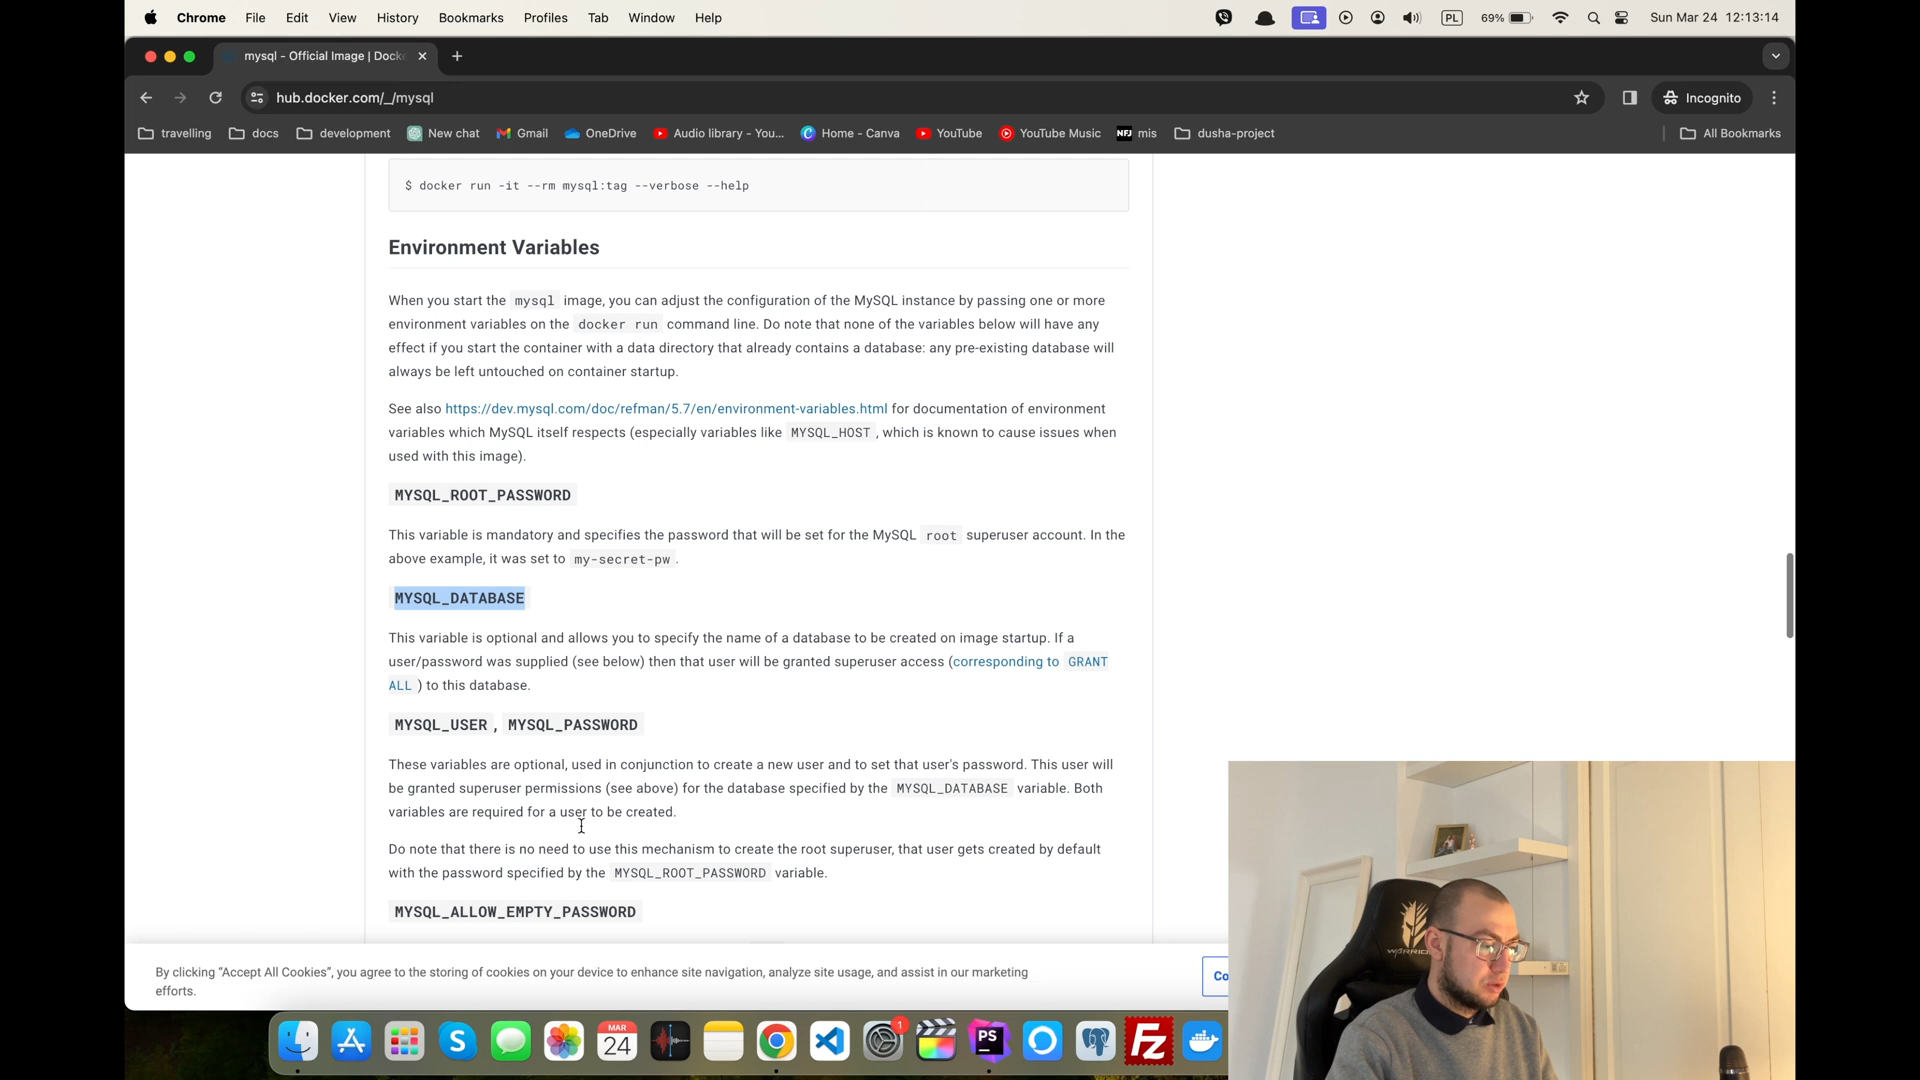 Chrome File Edit View History Bookmarks Profiles Tab Window Help PL 69% Sun Mar 24 12:13:14
mysql - Official Image | Docke
hub.docker.com/_/mysql Incognito
travelling docs development New chat Gmail OneDrive Audio library - You... Home - Canva YouTube YouTube Music NFJ mis dusha-project All Bookmarks
$ docker run -it --rm mysql:tag --verbose --help
Environment Variables
When you start the mysql image, you can adjust the configuration of the MySQL instance by passing one or more
environment variables on the docker run command line. Do note that none of the variables below will have any
effect if you start the container with a data directory that already contains a database: any pre-existing database will
always be left untouched on container startup.
See also https://dev.mysql.com/doc/refman/5.7/en/environment-variables.html for documentation of environment
variables which MySQL itself respects (especially variables like MYSQL_HOST, which is known to cause issues when
used with this image).
MYSQL_ROOT_PASSWORD
This variable is mandatory and specifies the password that will be set for the MySQL root superuser account. In the
above example, it was set to my-secret-pw.
MYSQL_DATABASE
This variable is optional and allows you to specify the name of a database to be created on image startup. If a
user/password was supplied (see below) then that user will be granted superuser access (corresponding to GRANT
ALL ) to this database.
MYSQL_USER, MYSQL_PASSWORD
These variables are optional, used in conjunction to create a new user and to set that user's password. This user will
be granted superuser permissions (see above) for the database specified by the MYSQL_DATABASE variable. Both
variables are required for a user to be created.
Do note that there is no need to use this mechanism to create the root superuser, that user gets created by default
with the password specified by the MYSQL_ROOT_PASSWORD variable.
MYSQL_ALLOW_EMPTY_PASSWORD
By clicking “Accept All Cookies”, you agree to the storing of cookies on your device to enhance site navigation, analyze site usage, and assist in our marketing
efforts.
Co
MAR
24
1
PS
Fz
WARRIO